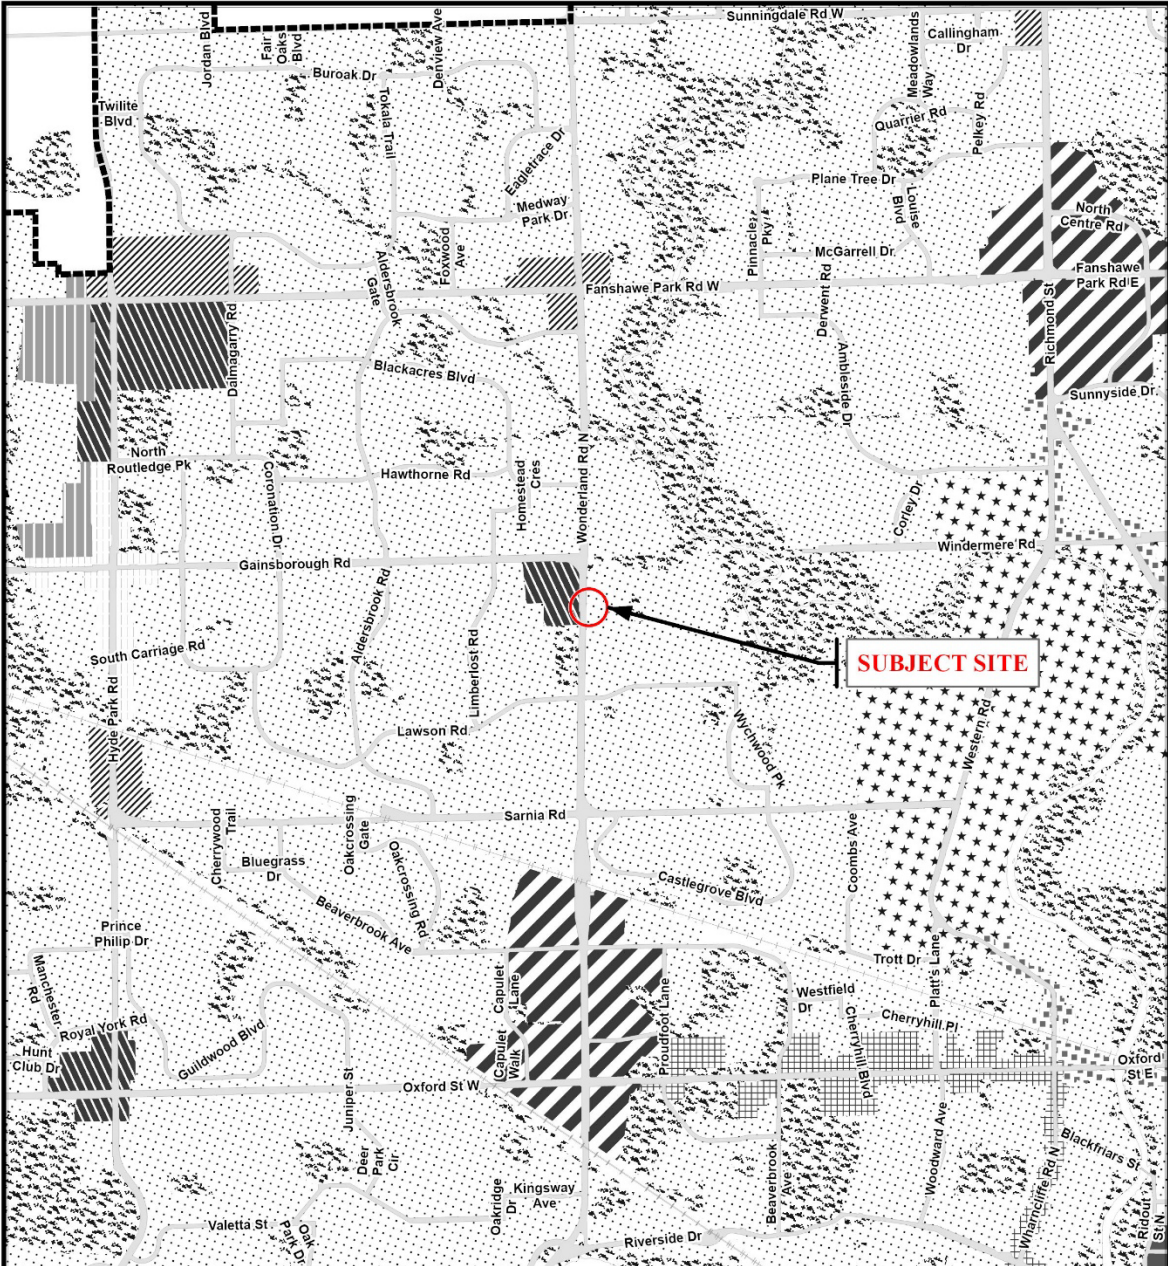 Sunningdale Rd W
Jordan Blvd
Fair
Oaks
Blvd
Denview Ave
Meadowlands
Way
Callingham
Dr
Buroak Dr
Twilite
Blvd
Tokala Trail
Quarrier Rd
Pelkey Rd
Eagletrace Dr
Plane Tree Dr
Louise
Blvd
Medway
Park Dr
North
Centre Rd
Foxwood
Ave
Pinnacle
Pky
McGarrell Dr
Aldersbrook
Gate
Fanshawe Park Rd W
Fanshawe
Park Rd E
Derwent Rd
Dalmagarry Rd
Richmond St
Blackacres Blvd
Ambleside Dr
Sunnyside Dr
North
Routledge Pk
Coronation Dr
Hawthorne Rd
Homestead
Cres
Wonderland Rd N
Corley Dr
Windermere Rd
Gainsborough Rd
Aldersbrook Rd
Limberlost Rd
South Carriage Rd
SUBJECT SITE
Hyde Park Rd
Lawson Rd
Wychwood Pk
Western Rd
Sarnia Rd
Cherrywood
Trail
Oakcrossing
Gate
Coombs Ave
Bluegrass
Dr
Oakcrossing Rd
Castlegrove Blvd
Beaverbrook Ave
Prince
Philip Dr
Trott Dr
Platt's Lane
Manchester
Rd
Capulet
Lane
Westfield
Dr
Proudfoot Lane
Royal York Rd
Guildwood Blvd
Cherryhill Pl
Cherryhill Blvd
Hunt
Club Dr
Capulet
Walk
Oxford St W
Oxford
St E
Juniper St
Woodward Ave
Blackfriars St
Deer
Park
Cir
Beaverbrook
Ave
Wharncliffe Rd N
Oakridge
Dr
Kingsway
Ave
Valetta St
Oak
Park Dr
Riverside Dr
Ridout
St N